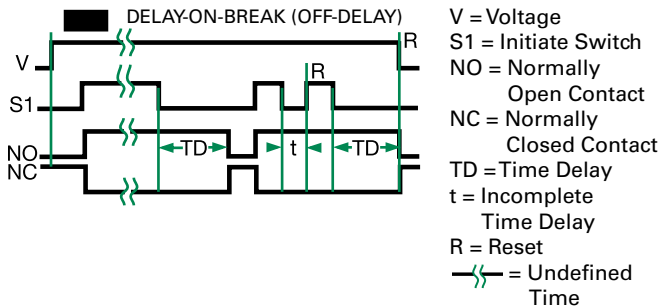 DELAY-ON-BREAK (OFF-DELAY)
V
R
S1
R
NO
NC
TD
t
TD
V = Voltage
S1 = Initiate Switch
NO = Normally
Open Contact
NC = Normally
Closed Contact
TD = Time Delay
t = Incomplete
Time Delay
R = Reset
= Undefined
Time